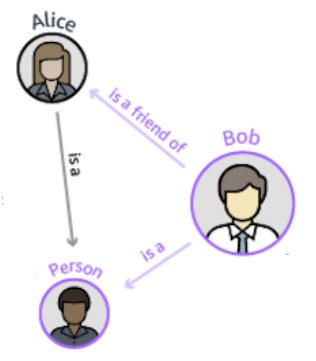 Alice
is a friend of
Bob
is a
is a
Person